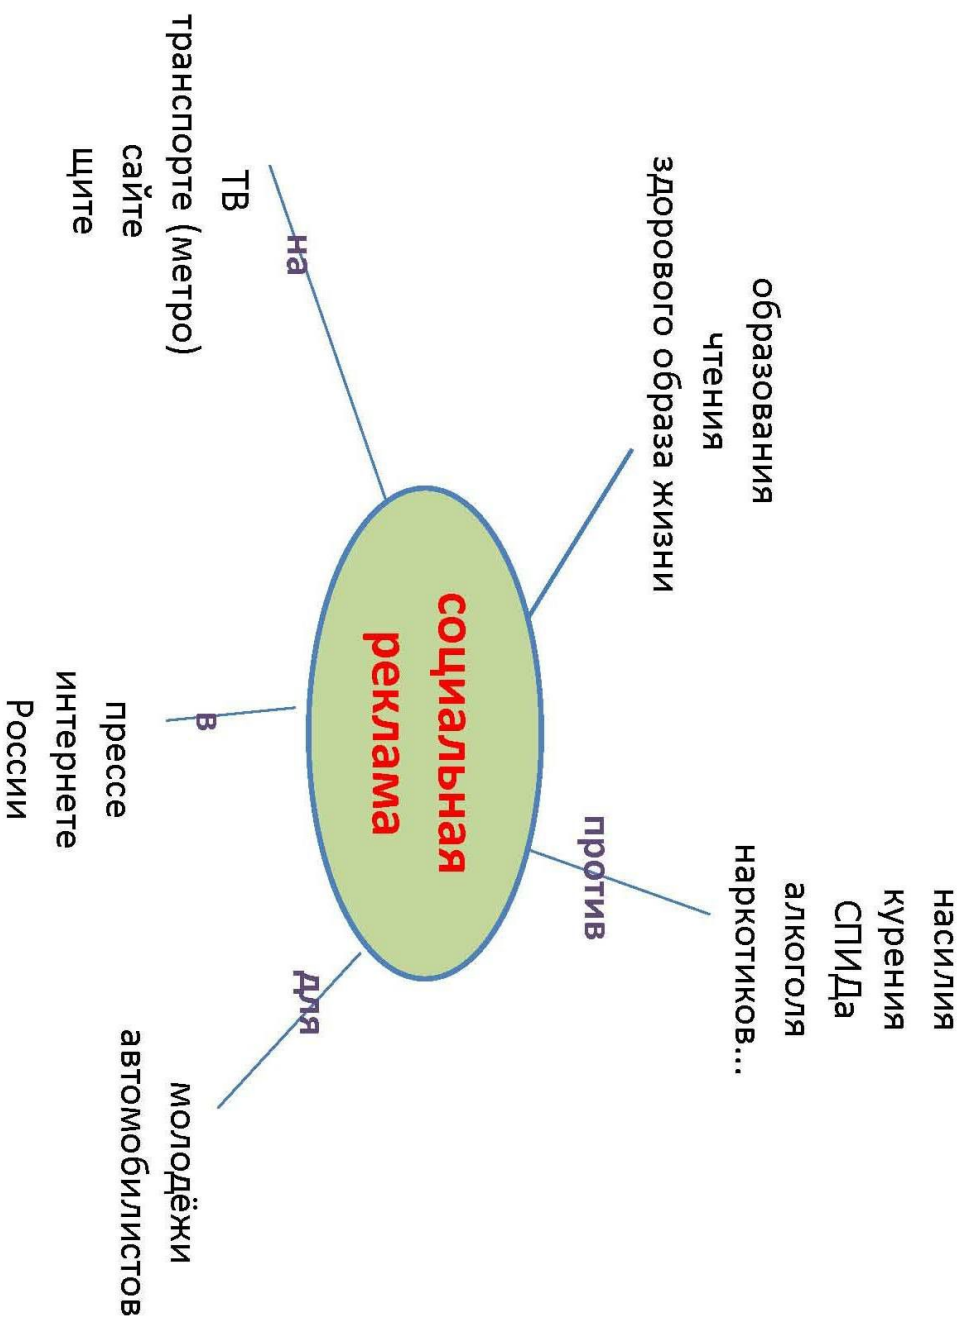 образования
чтения
здорового образа жизни
насилия
курения
СПИДа
алкоголя
наркотиков...
против
социальная
реклама
на
ТВ
транспорте (метро)
сайте
щите
в
прессе
интернете
России
для
молодёжи
автомобилистов